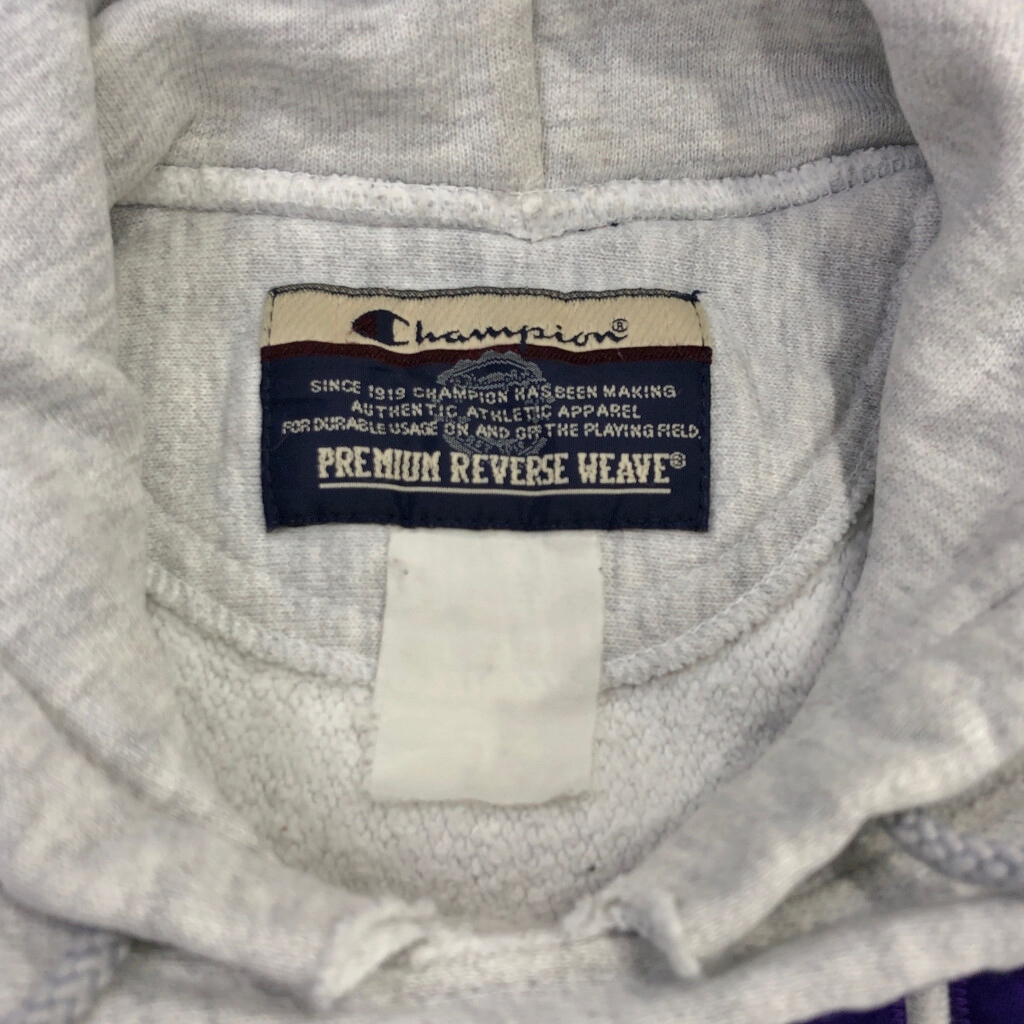 Champion®
SINCE 1919 CHAMPION HAS BEEN MAKING
AUTHENTIC ATHLETIC APPAREL
FOR DURABLE USAGE ON AND OFF THE PLAYING FIELD.
PREMIUM REVERSE WEAVE®